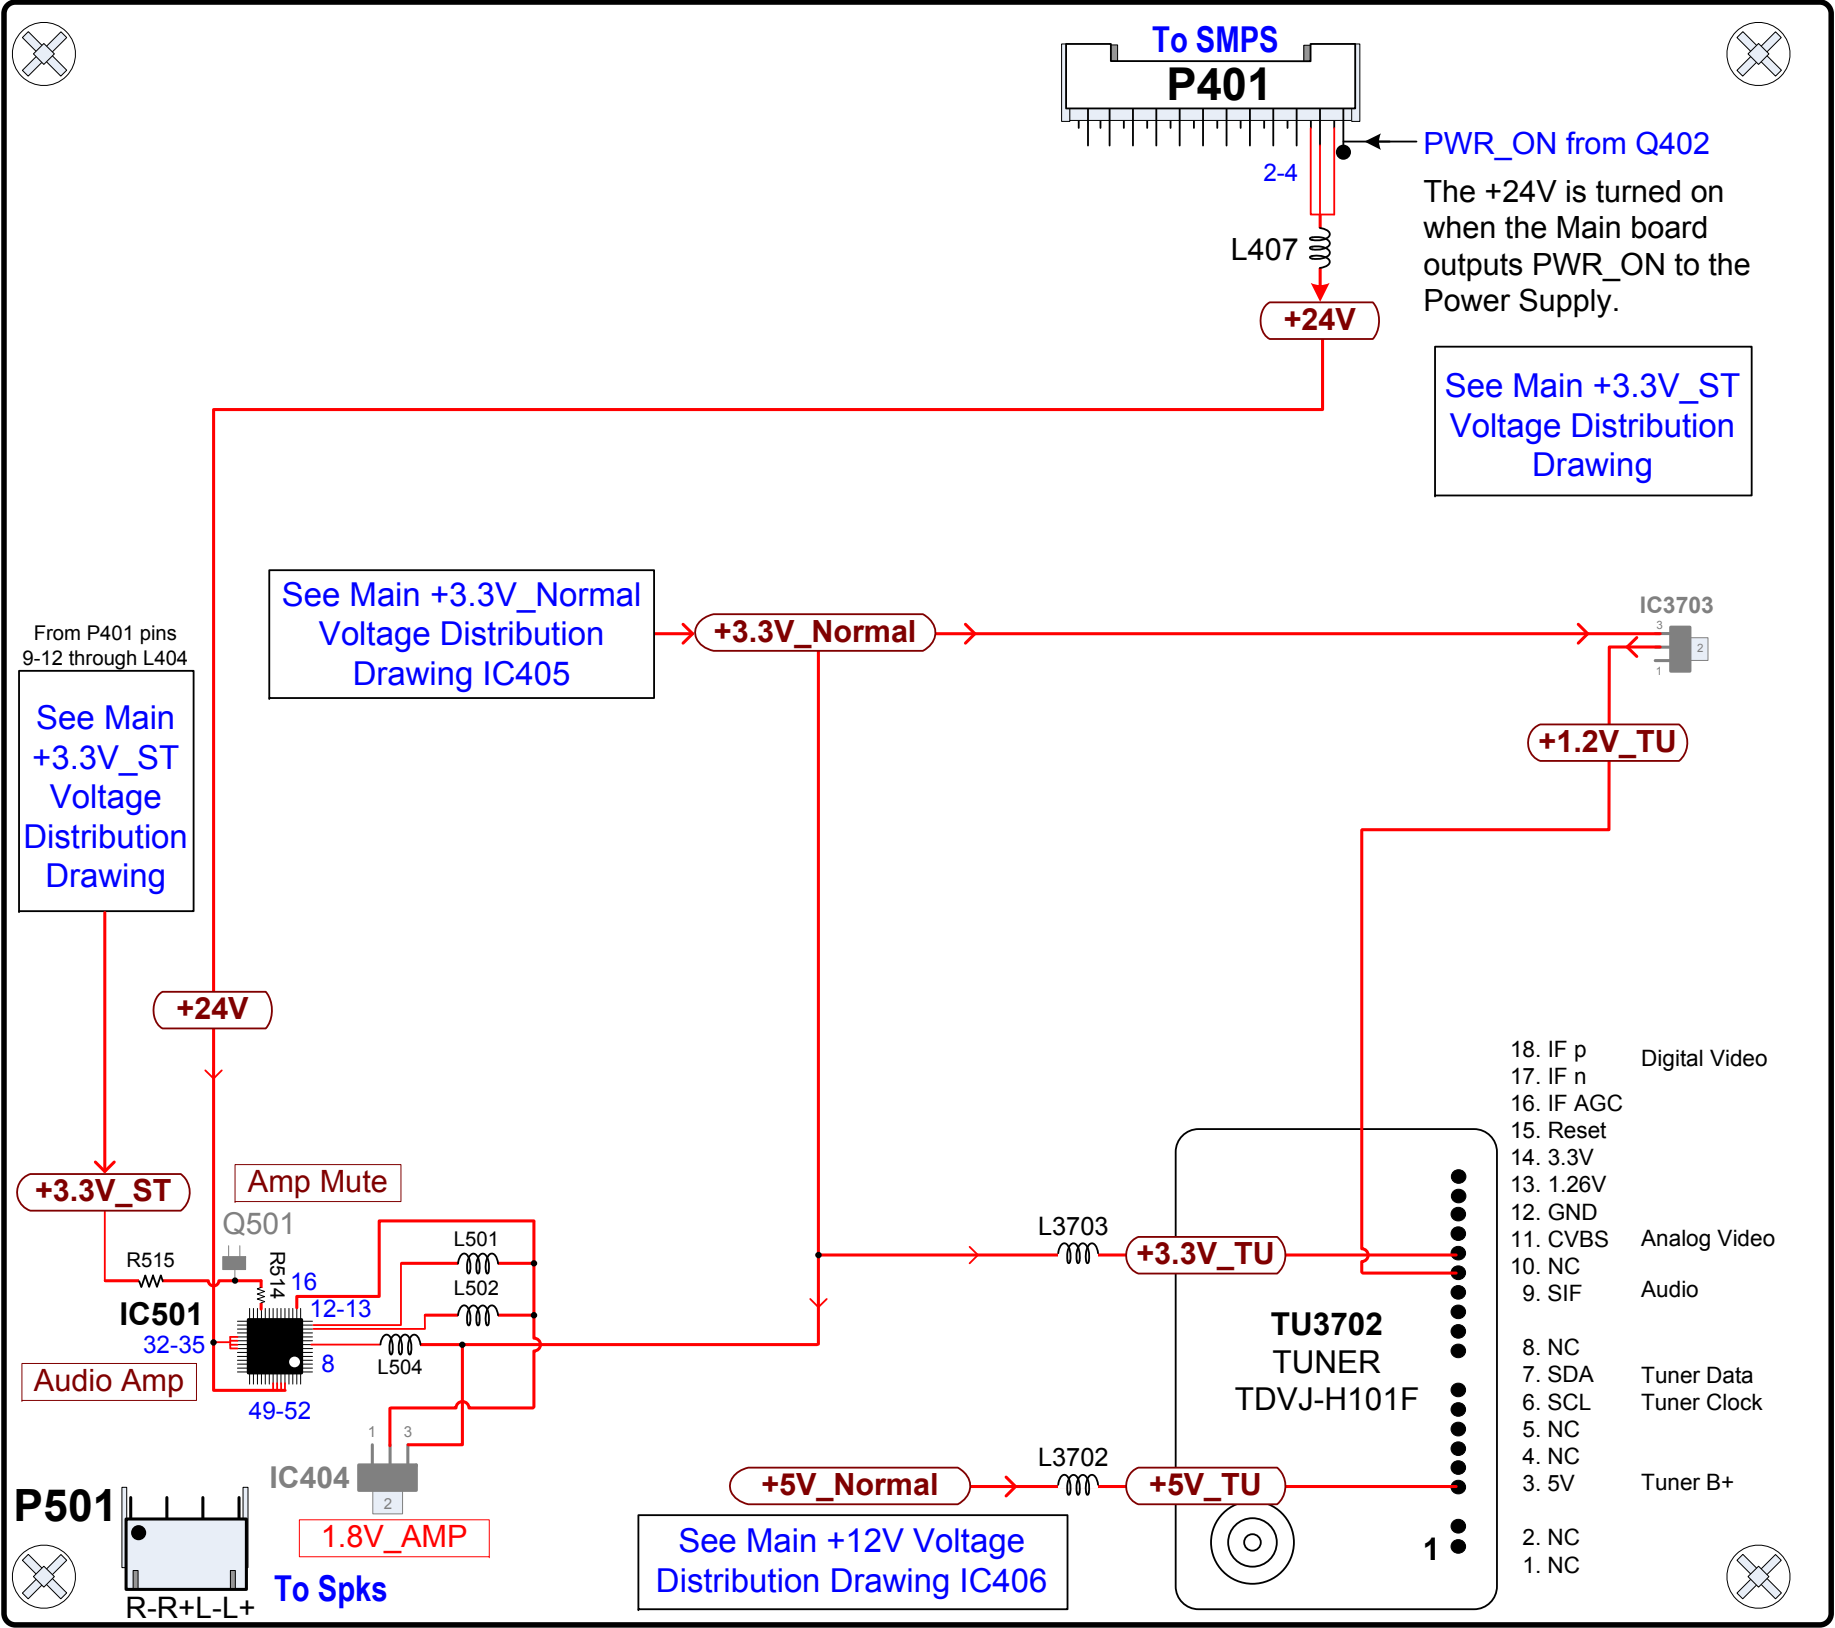 To SMPS
P401
PWR_ON from Q402
2-4
The +24V is turned on
when the Main board
outputs PWR_ON to the
Power Supply.
L407
+24V
See Main +3.3V_ST
Voltage Distribution
Drawing
See Main +3.3V_Normal
Voltage Distribution
Drawing IC405
+3.3V_Normal
IC3703
3
2
1
From P401 pins
9-12 through L404
See Main
+3.3V_ST
Voltage
Distribution
Drawing
+1.2V_TU
+24V
18. IF p
Digital Video
17. IF n
16. IF AGC
15. Reset
14. 3.3V
13. 1.26V
12. GND
11. CVBS
Analog Video
10. NC
9. SIF
Audio
8. NC
7. SDA
Tuner Data
6. SCL
Tuner Clock
5. NC
4. NC
3. 5V
Tuner B+
2. NC
1. NC
+3.3V_ST
Amp Mute
Q501
R515
R514
16
L501
L502
12-13
IC501
32-35
8
L504
Audio Amp
49-52
1
3
IC404
2
1.8V_AMP
L3703
+3.3V_TU
TU3702
TUNER
TDVJ-H101F
L3702
+5V_Normal
+5V_TU
See Main +12V Voltage
Distribution Drawing IC406
1
P501
R-R+L-L+
To Spks